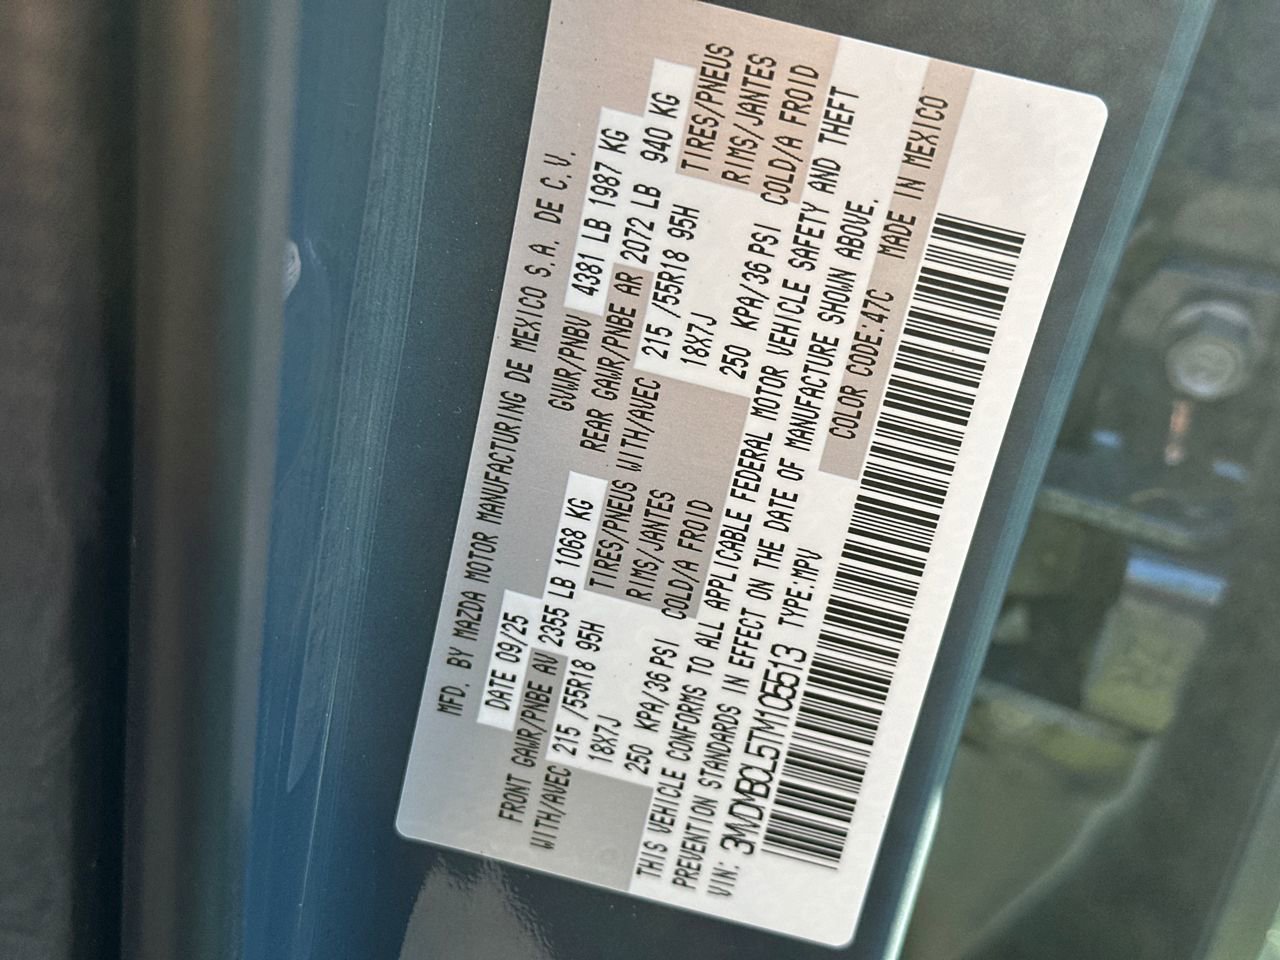 MFD. BY MAZDA MOTOR MANUFACTURING DE MEXICO S.A. DE C.V.
DATE 09/25 GVWR/PNBV 4381 LB 1987 KG
FRONT GAWR/PNBE AV 2355 LB 1068 KG REAR GAWR/PNBE AR 2072 LB 940 KG
WITH/AVEC 215 /55R18 95H TIRES/PNEUS WITH/AVEC 215 /55R18 95H TIRES/PNEUS
18X7J RIMS/JANTES 18X7J RIMS/JANTES
250 KPA/36 PSI COLD/A FROID 250 KPA/36 PSI COLD/A FROID
THIS VEHICLE CONFORMS TO ALL APPLICABLE FEDERAL MOTOR VEHICLE SAFETY AND THEFT
PREVENTION STANDARDS IN EFFECT ON THE DATE OF MANUFACTURE SHOWN ABOVE.
VIN: 3MVDMBCL5TM105513 TYPE:MPV COLOR CODE:47C MADE IN MEXICO